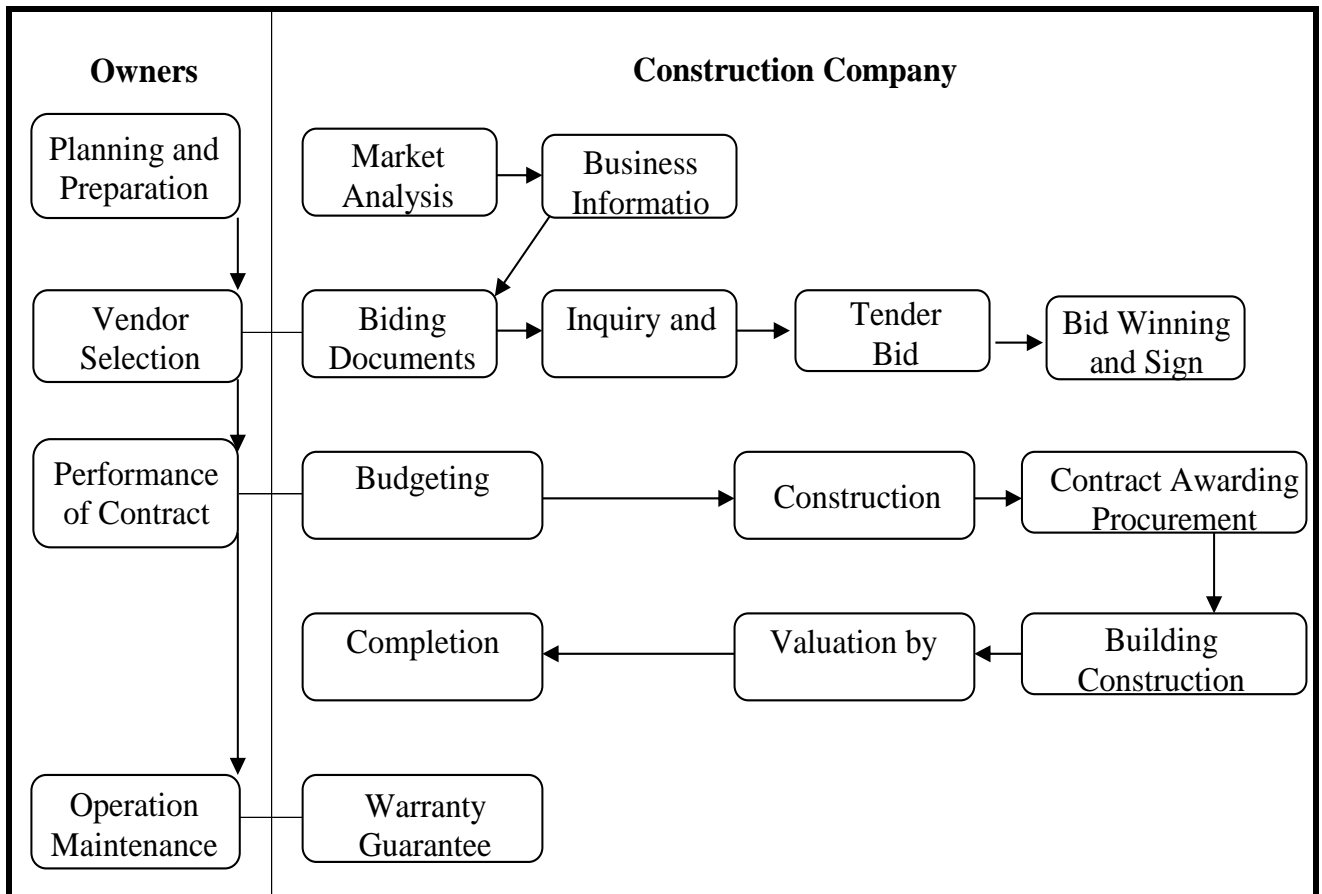 Owners
Construction Company
Planning and
Preparation
Market
Analysis
Business
Informatio
Vendor
Selection
Biding
Documents
Inquiry and
Tender
Bid
Bid Winning
and Sign
Performance
of Contract
Budgeting
Construction
Contract Awarding
Procurement
Completion
Valuation by
Building
Construction
Operation
Maintenance
Warranty
Guarantee